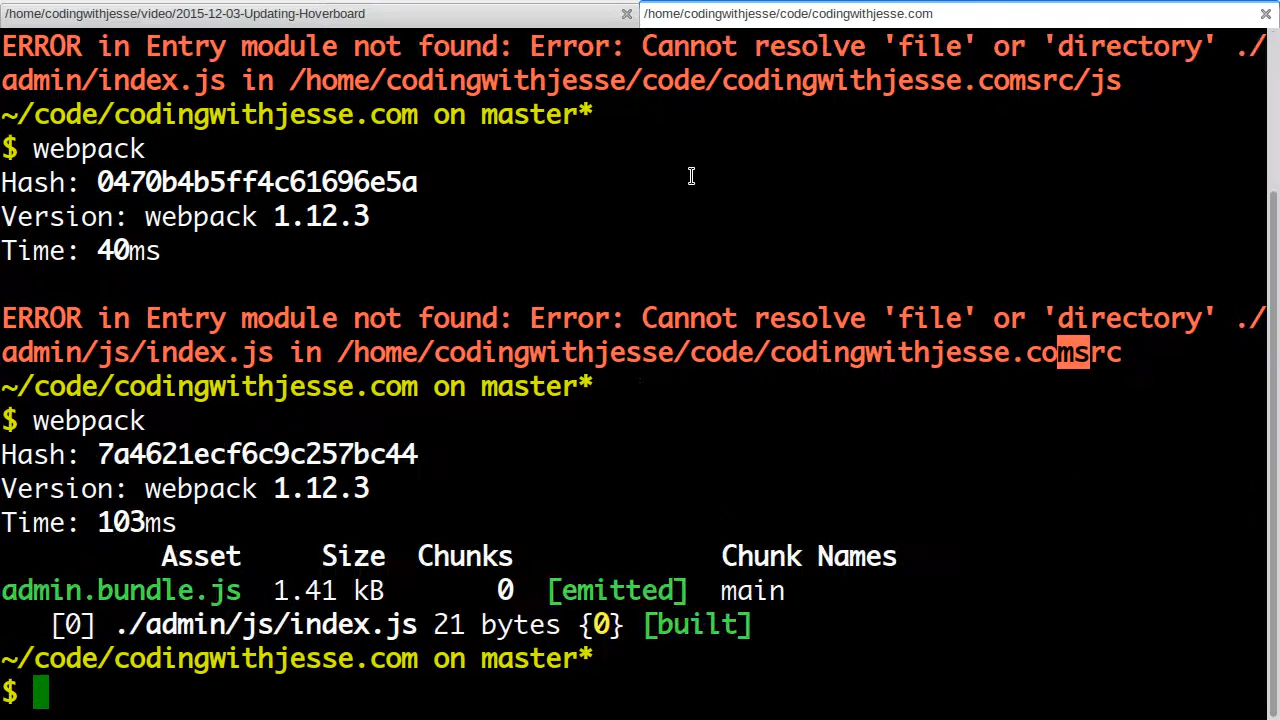 /home/codingwithjesse/video/2015-12-03-Updating-Hoverboard
/home/codingwithjesse/code/codingwithjesse.com
ERROR in Entry module not found: Error: Cannot resolve 'file' or 'directory' ./
admin/index.js in /home/codingwithjesse/code/codingwithjesse.comsrc/js
~/code/codingwithjesse.com on master*
$ webpack
Hash: 0470b4b5ff4c61696e5a
Version: webpack 1.12.3
Time: 40ms
ERROR in Entry module not found: Error: Cannot resolve 'file' or 'directory' ./
admin/js/index.js in /home/codingwithjesse/code/codingwithjesse.comsrc
~/code/codingwithjesse.com on master*
$ webpack
Hash: 7a4621ecf6c9c257bc44
Version: webpack 1.12.3
Time: 103ms
Asset Size Chunks Chunk Names
admin.bundle.js 1.41 kB 0 [emitted] main
[0] ./admin/js/index.js 21 bytes {0} [built]
~/code/codingwithjesse.com on master*
$